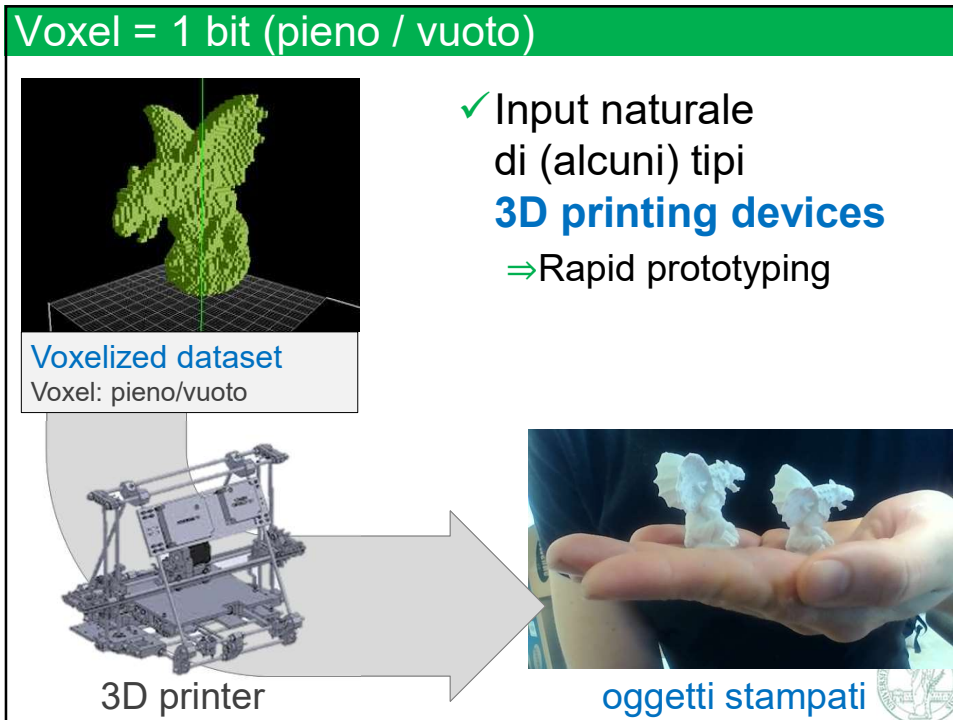 Voxel = 1 bit (pieno / vuoto)
✓Input naturale
di (alcuni) tipi
3D printing devices
⇒Rapid prototyping
Voxelized dataset
Voxel: pieno/vuoto
3D printer
oggetti stampati